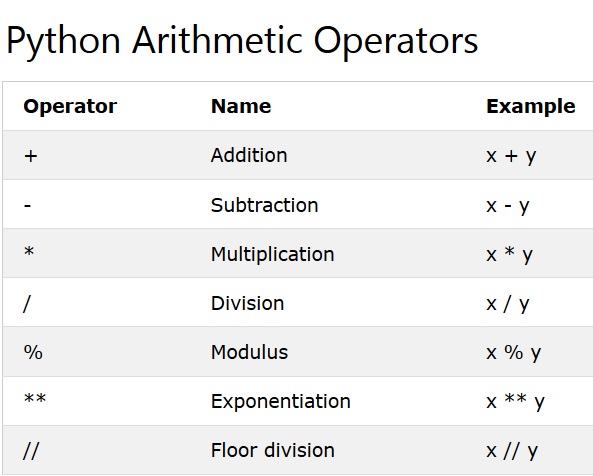 Python Arithmetic Operators
Operator Name Example
+ Addition x + y
- Subtraction x - y
* Multiplication x * y
/ Division x / y
% Modulus x % y
** Exponentiation x ** y
// Floor division x // y